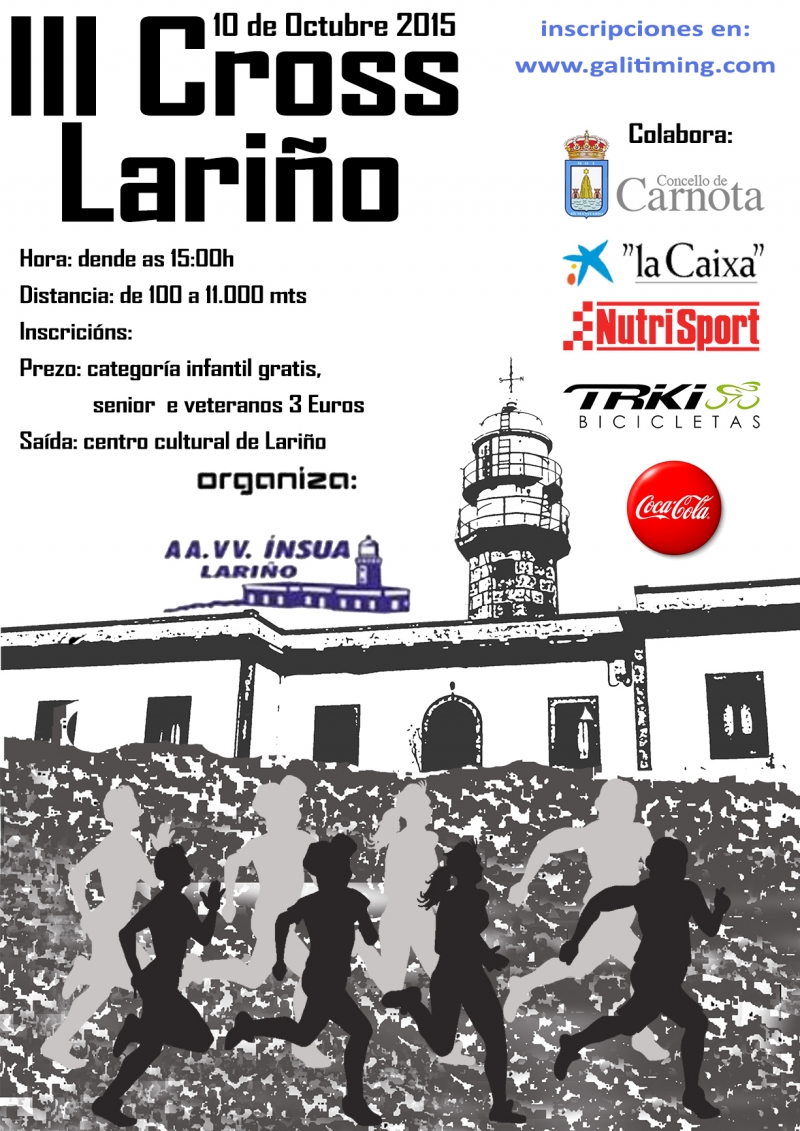 10 de Octubre 2015
III Cross
Lariño
inscripciones en:
www.galitiming.com
Hora: dende as 15:00h
Distancia: de 100 a 11.000 mts
Inscricións:
Prezo: categoría infantil gratis,
senior e veteranos 3 Euros
Saída: centro cultural de Lariño
organiza:
AA.VV. ÍNSUA
LARIÑO
Colabora:
Concello de
Carnota
"la Caixa"
NutriSport
TRIKI
BICICLETAS
Coca-Cola